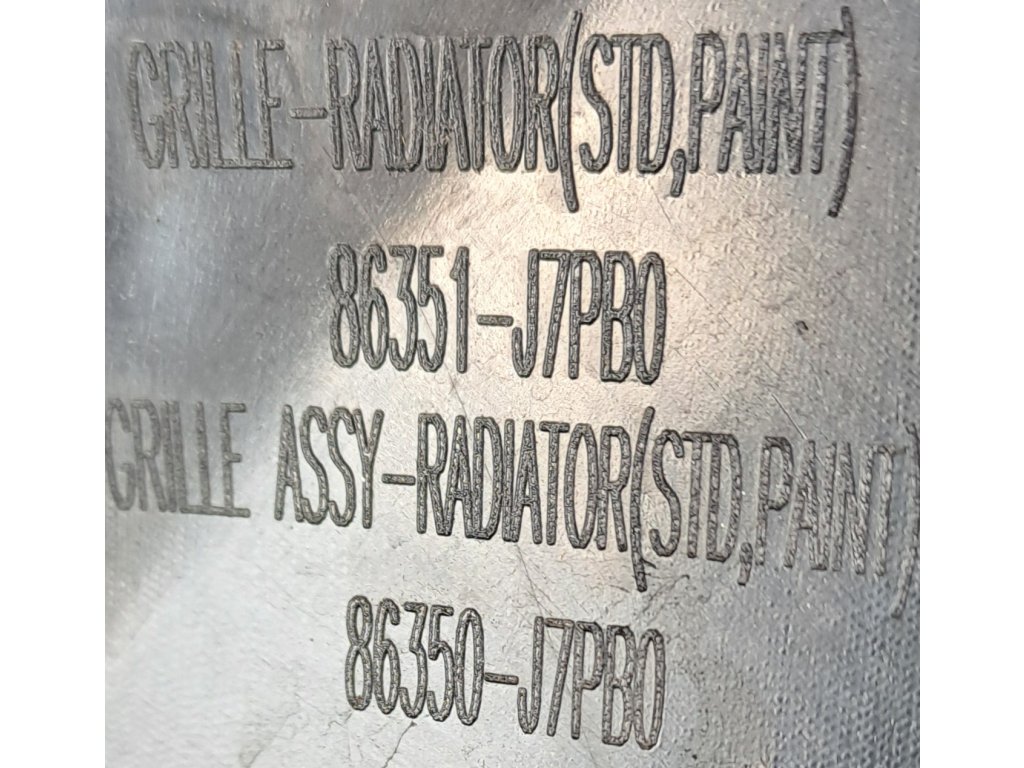 GRILLE-RADIATOR(STD,PAINT)
86351-J7PB0
GRILLE ASSY-RADIATOR(STD,PAINT)
86350-J7PB0